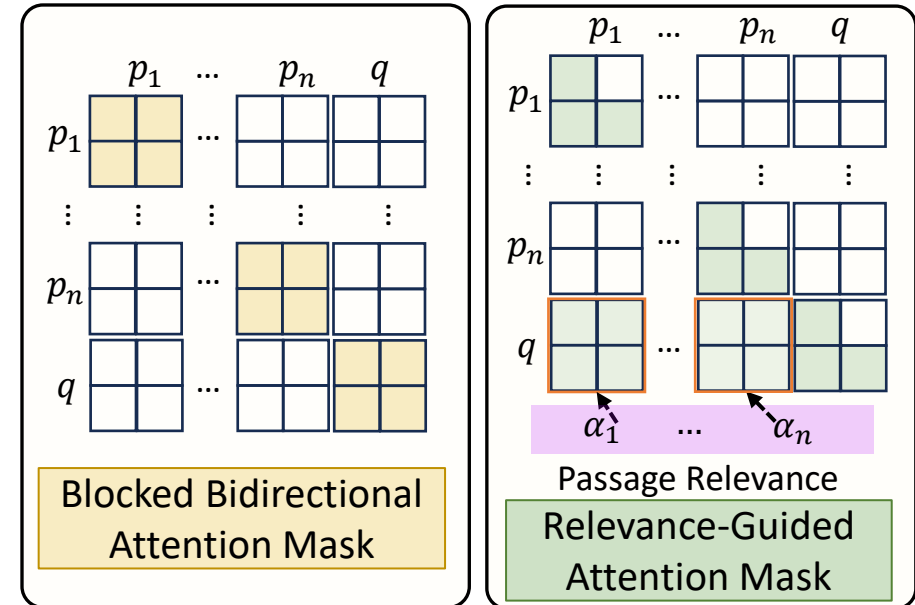 p₁ ... pₙ q
p₁ ...
⋮ ⋮ ⋮ ⋮ ⋮
pₙ ...
q ...
Blocked Bidirectional
Attention Mask
p₁ ... pₙ q
p₁ ...
⋮ ⋮ ⋮ ⋮ ⋮
pₙ ...
q ...
α₁ ... αₙ
Passage Relevance
Relevance-Guided
Attention Mask